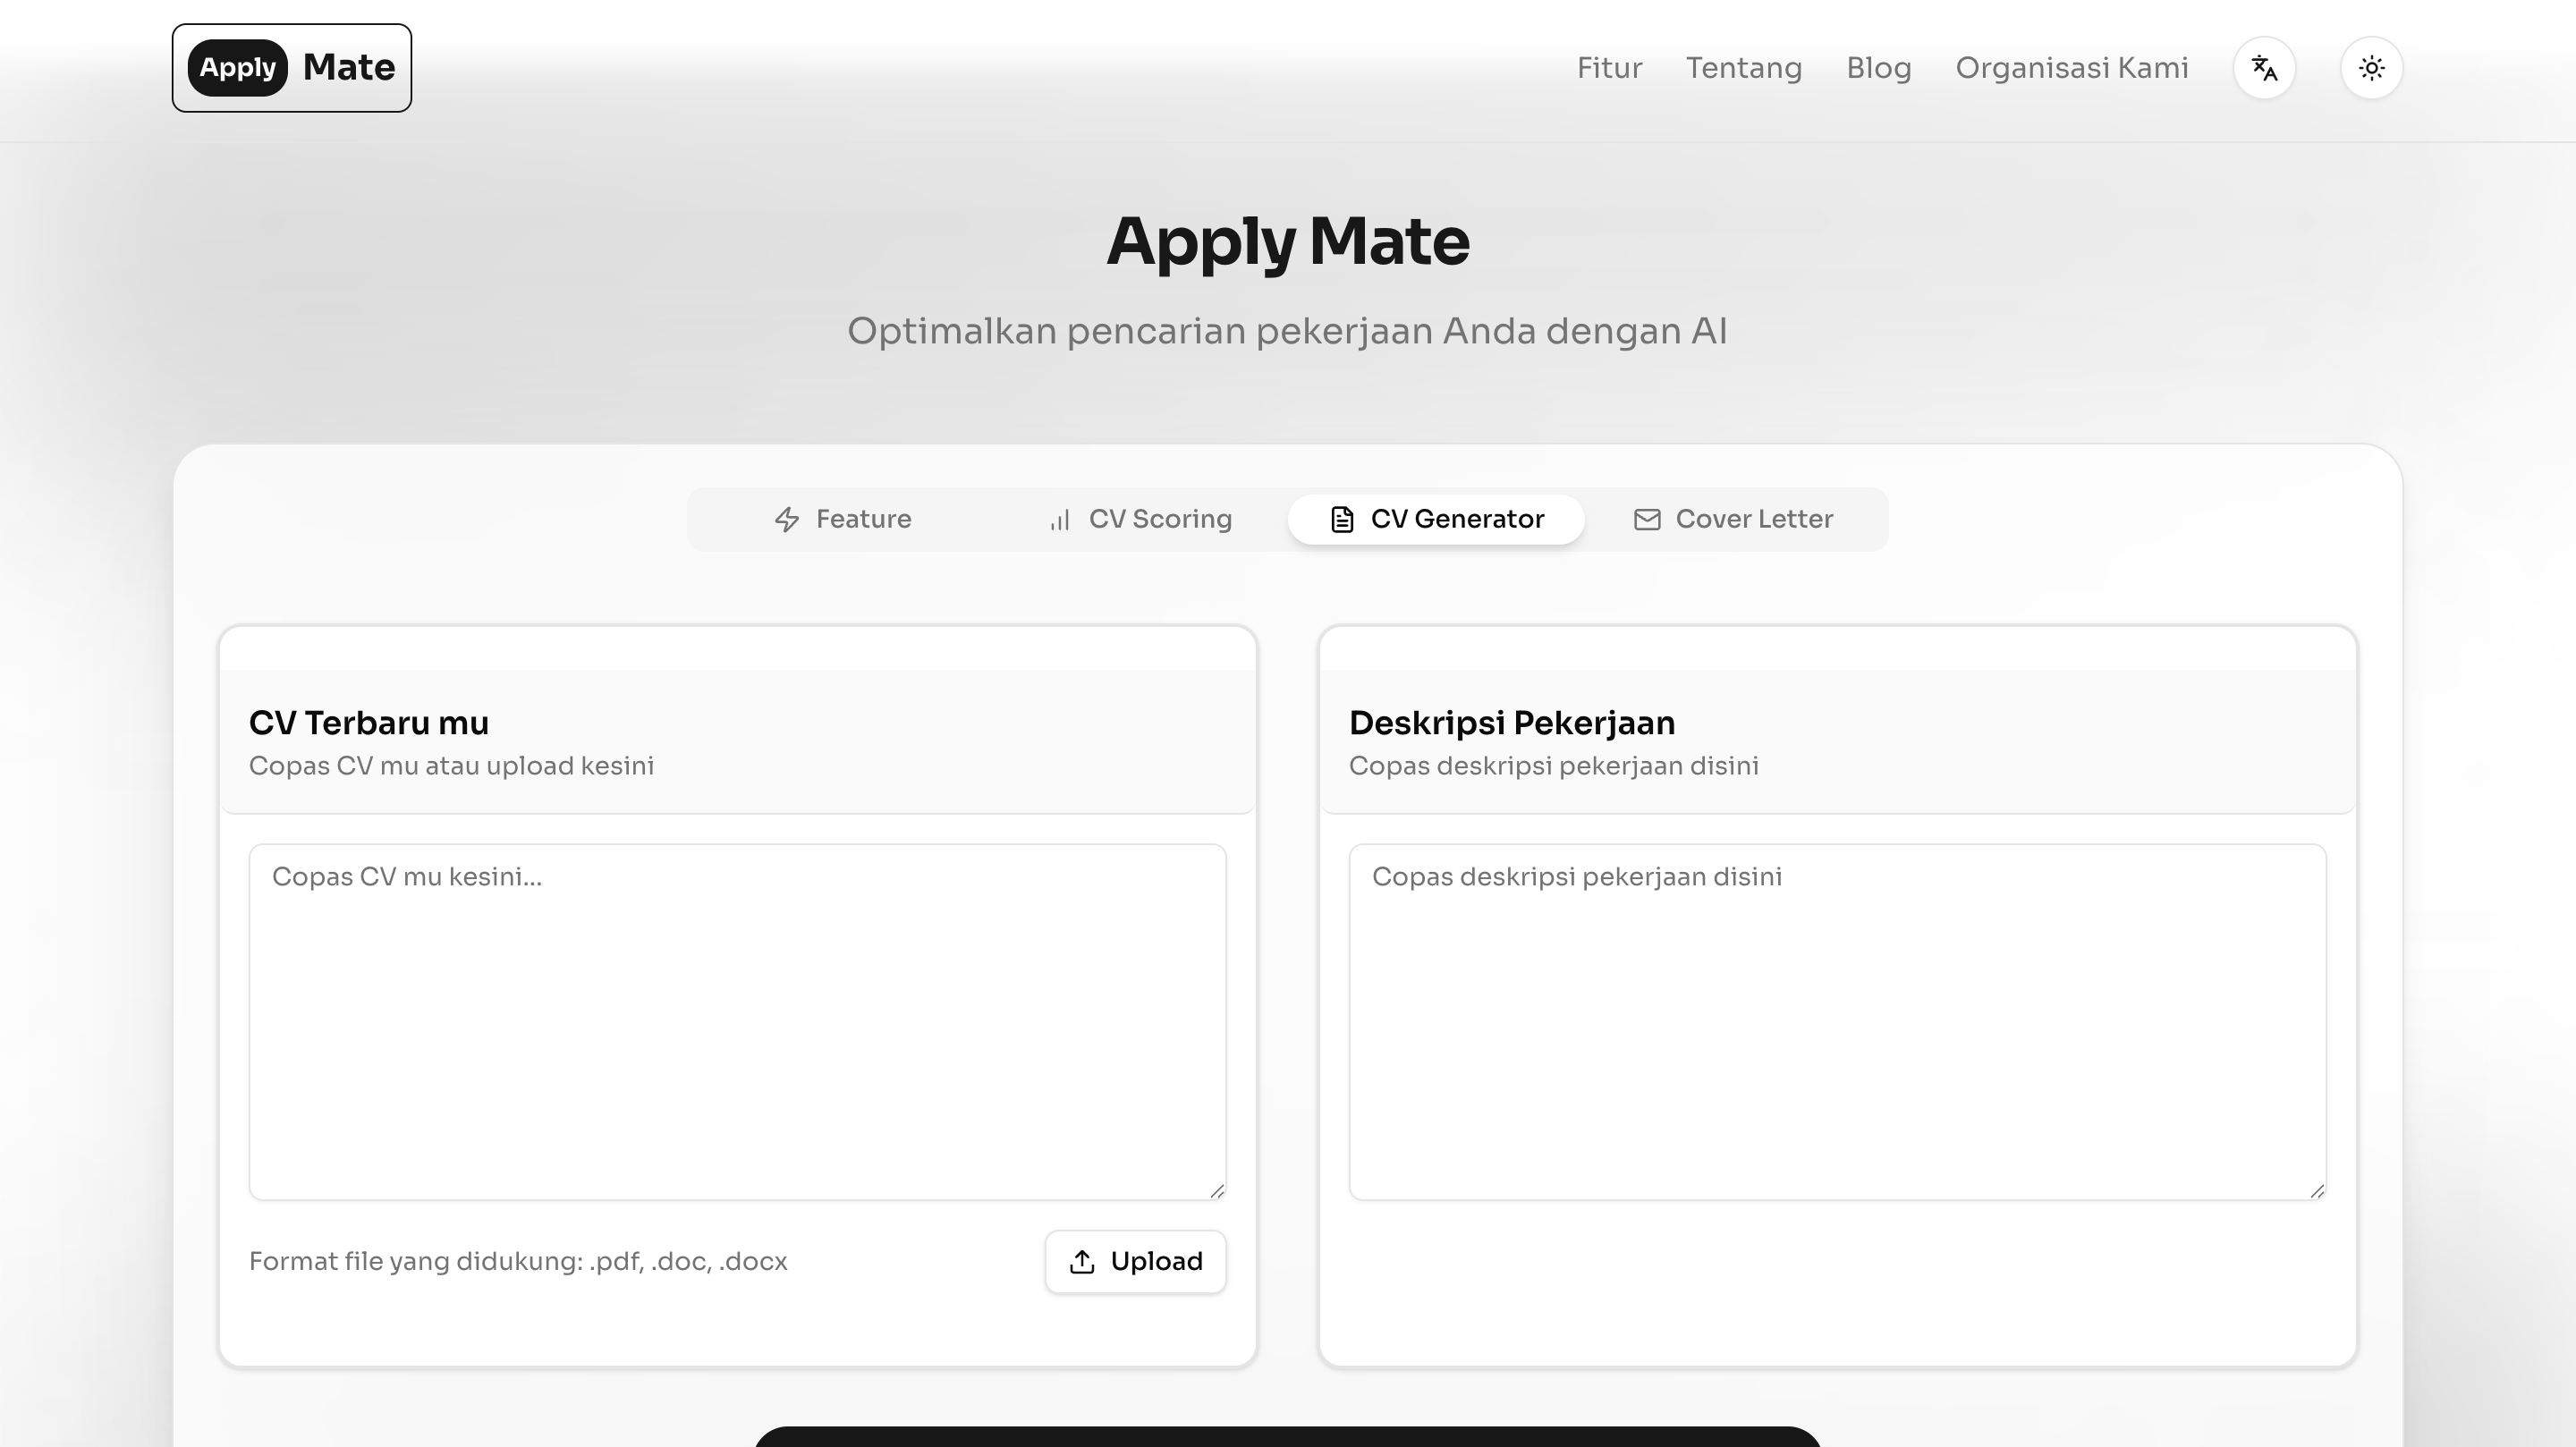 Apply Mate
Fitur Tentang Blog Organisasi Kami
Apply Mate
Optimalkan pencarian pekerjaan Anda dengan AI
Feature CV Scoring CV Generator Cover Letter
CV Terbaru mu
Copas CV mu atau upload kesini
Copas CV mu kesini...
Format file yang didukung: .pdf, .doc, .docx
Upload
Deskripsi Pekerjaan
Copas deskripsi pekerjaan disini
Copas deskripsi pekerjaan disini